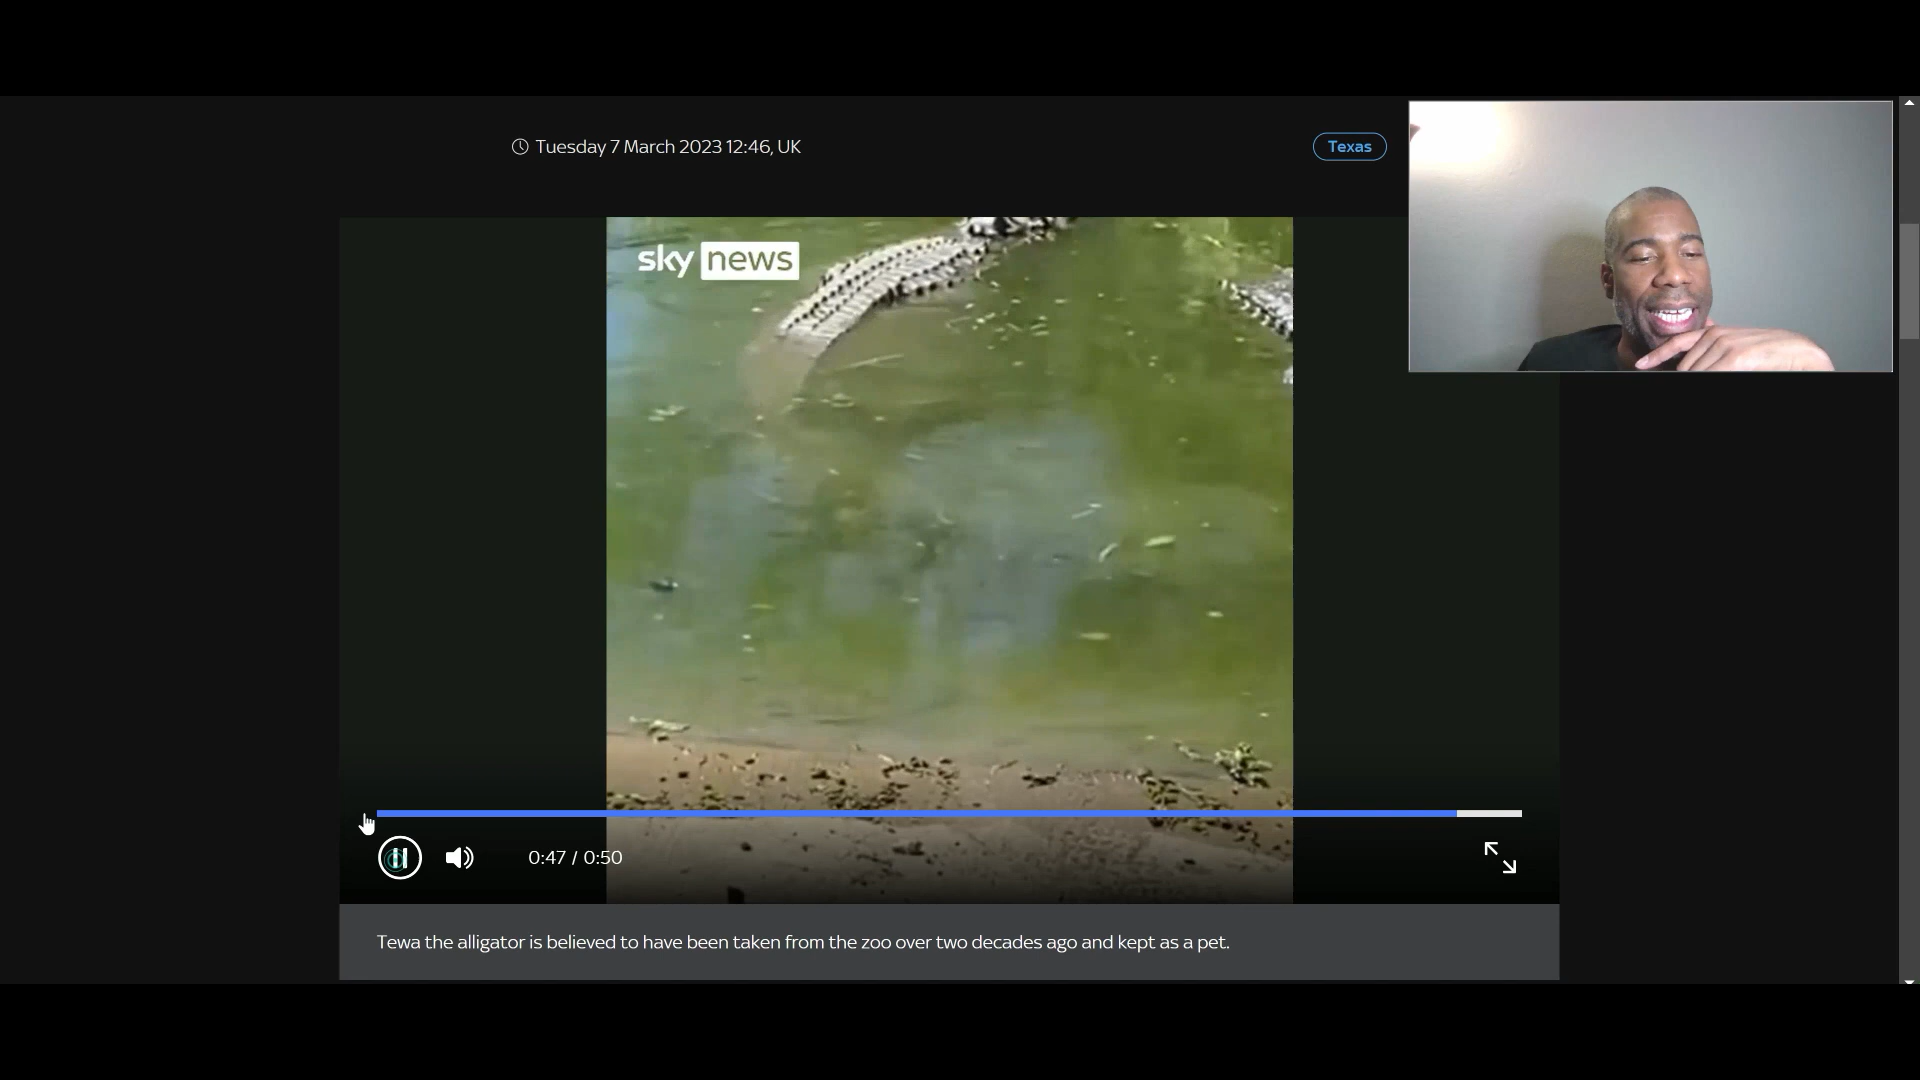 Tuesday 7 March 2023 12:46, UK
Texas
sky news
0:47 / 0:50
Tewa the alligator is believed to have been taken from the zoo over two decades ago and kept as a pet.